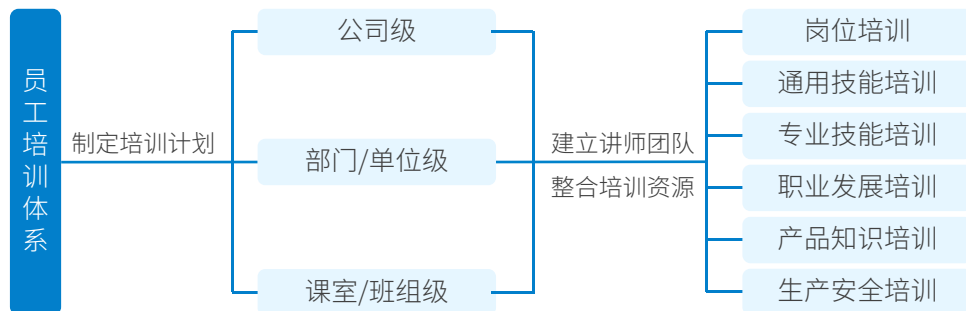 员工培训体系
制定培训计划
公司级
部门/单位级
课室/班组级
建立讲师团队
整合培训资源
岗位培训
通用技能培训
专业技能培训
职业发展培训
产品知识培训
生产安全培训